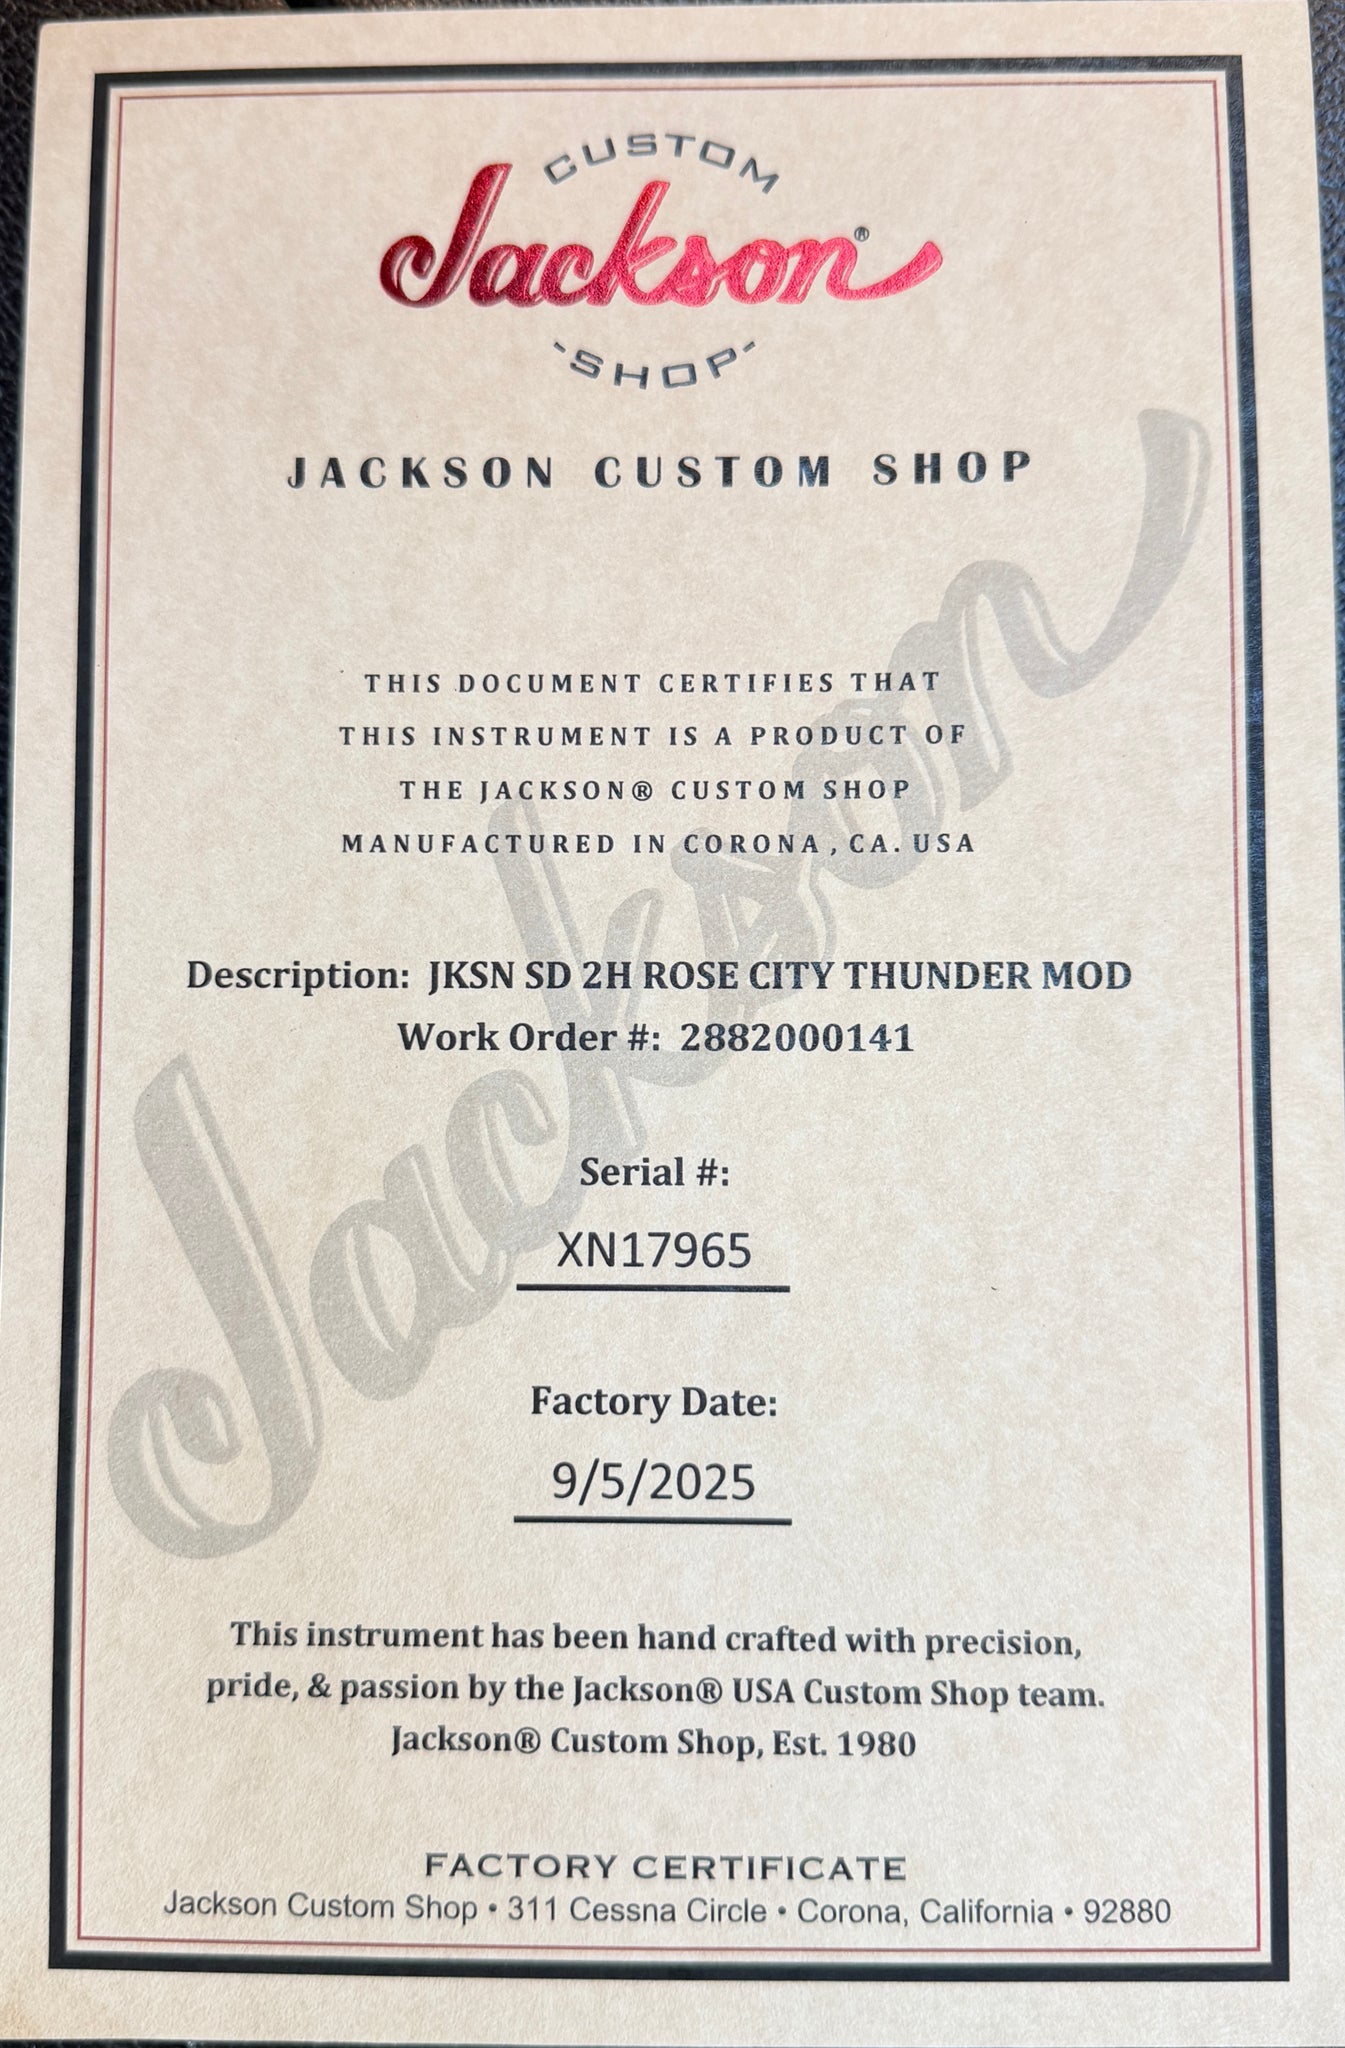 CUSTOM
Jackson®
-SHOP-
JACKSON CUSTOM SHOP
THIS DOCUMENT CERTIFIES THAT
THIS INSTRUMENT IS A PRODUCT OF
THE JACKSON® CUSTOM SHOP
MANUFACTURED IN CORONA, CA. USA
Jackson
Description: JKSN SD 2H ROSE CITY THUNDER MOD
Work Order #: 2882000141
Serial #:
XN17965
Factory Date:
9/5/2025
This instrument has been hand crafted with precision,
pride, & passion by the Jackson® USA Custom Shop team.
Jackson® Custom Shop, Est. 1980
FACTORY CERTIFICATE
Jackson Custom Shop • 311 Cessna Circle • Corona, California • 92880